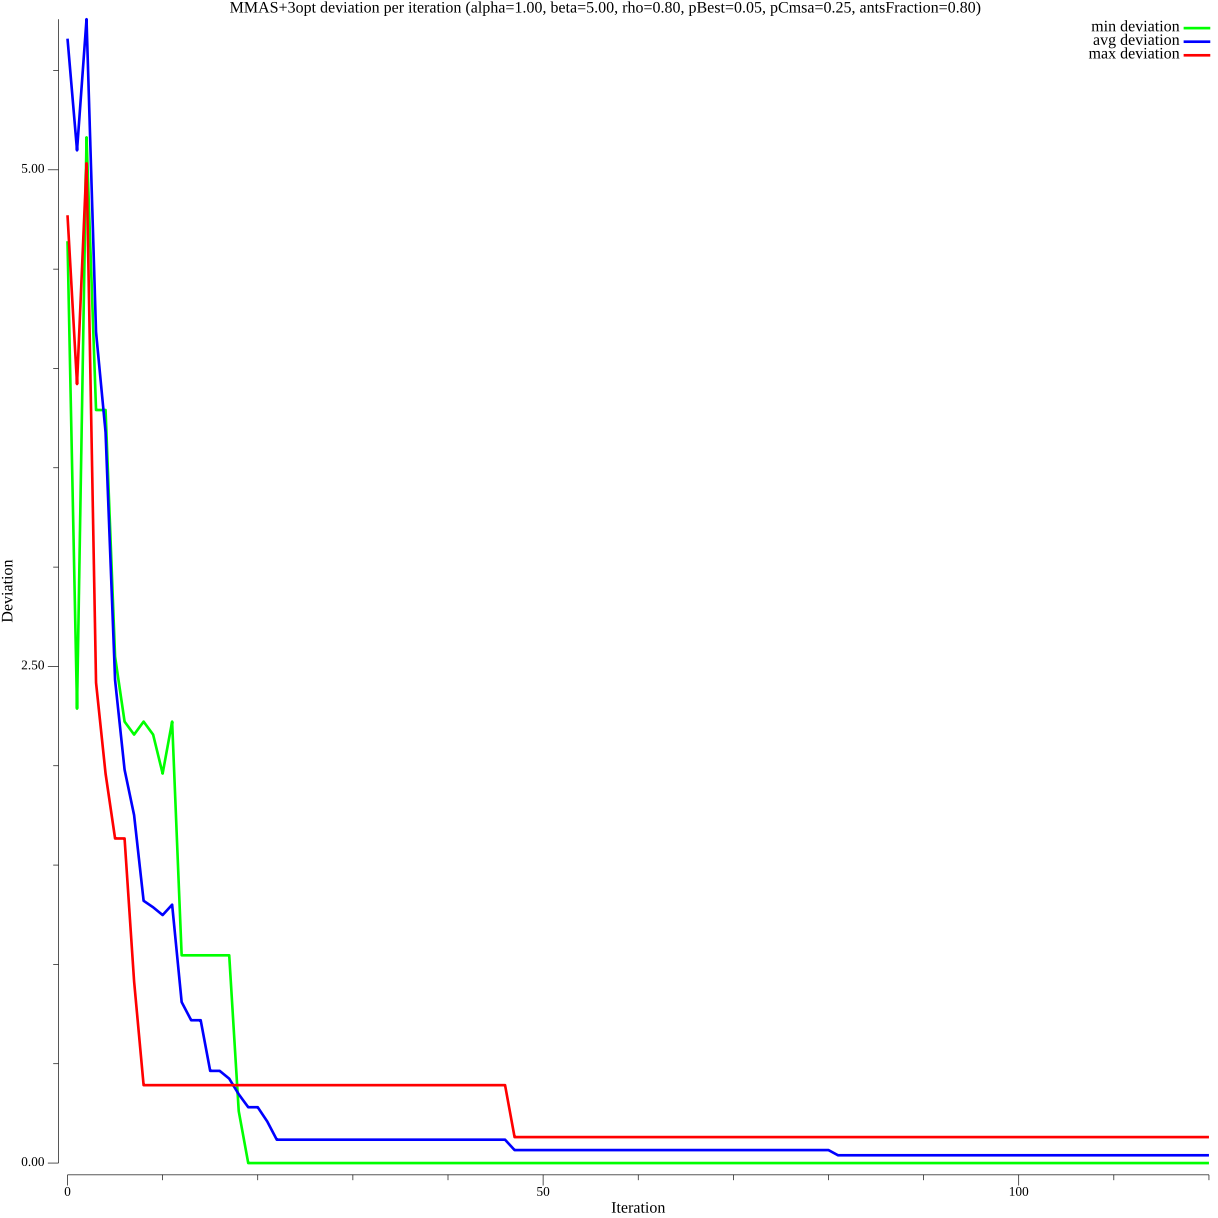 MMAS+3opt deviation per iteration (alpha=1.00, beta=5.00, rho=0.80, pBest=0.05, pCmsa=0.25, antsFraction=0.80)
min deviation
avg deviation
max deviation
5.00
2.50
0.00
Deviation
0
50
100
Iteration